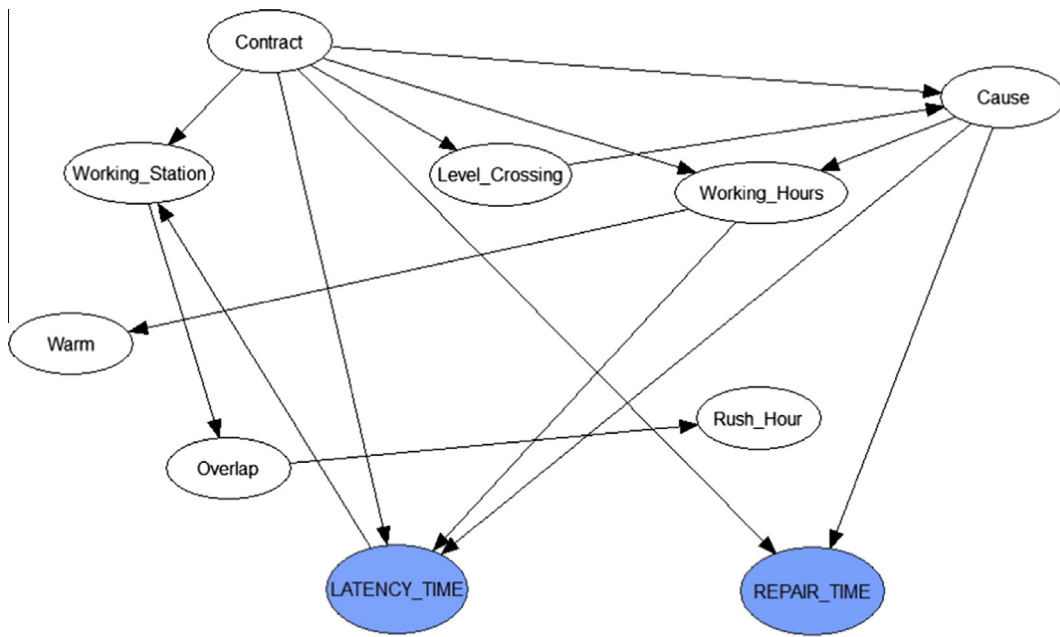 Contract
Cause
Working_Station
Level_Crossing
Working_Hours
Warm
Rush_Hour
Overlap
LATENCY_TIME
REPAIR_TIME